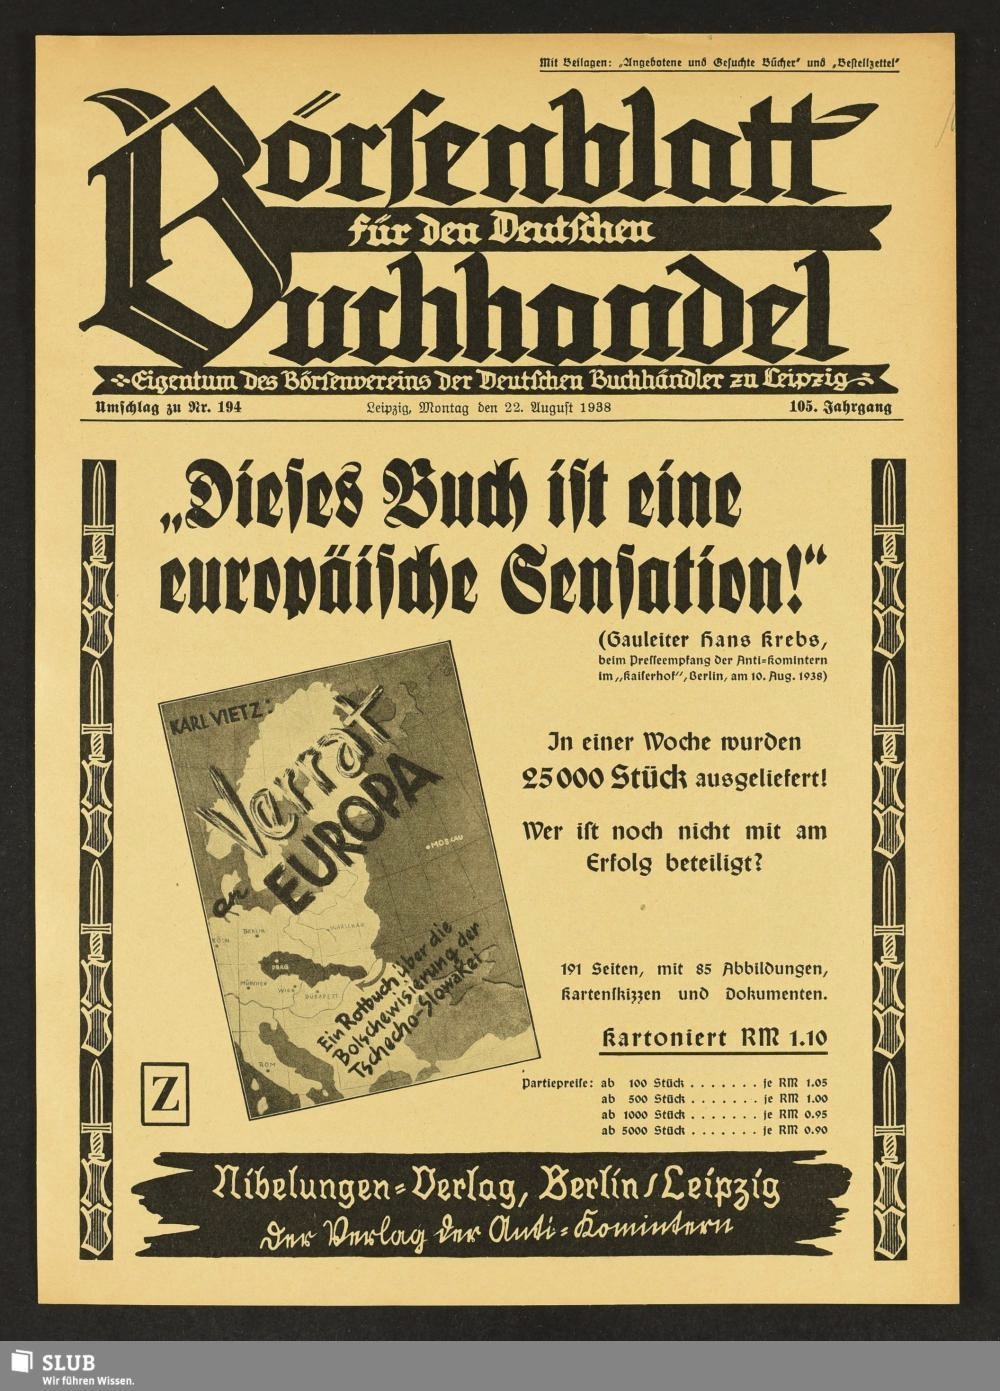 Mit Beilagen: „Angebotene und Gesuchte Bücher“ und „Bestellzettel“
Börsenblatt
für den Deutschen
Buchhandel
Eigentum des Börsenvereins der Deutschen Buchhändler zu Leipzig
Umschlag zu Nr. 194 Leipzig, Montag den 22. August 1938 105. Jahrgang
„Dieses Buch ist eine
europäische Sensation!“
(Gauleiter Hans Krebs,
beim Presseempfang der Anti-Komintern
im „Kaiserhof“, Berlin, am 10. Aug. 1938)
KARL VIETZ:
Verrat
an EUROPA
MOSCAU
BERLIN
WARSCHAU
KÖLN
PRAG
MÜNCHEN
WIEN
BUDAPEST
ROM
Ein Rotbuch über die
Bolschewisierung der
Tschecho-Slowakei
In einer Woche wurden
25000 Stück ausgeliefert!
Wer ist noch nicht mit am
Erfolg beteiligt?
191 Seiten, mit 85 Abbildungen,
Kartenskizzen und Dokumenten.
Kartoniert RM 1.10
Partiepreise: ab 100 Stück . . . . . . . je RM 1.05
ab 500 Stück . . . . . . . je RM 1.00
ab 1000 Stück . . . . . . . je RM 0.95
ab 5000 Stück . . . . . . . je RM 0.90
Z
Nibelungen-Verlag, Berlin/Leipzig
Der Verlag der Anti-Komintern
SLUB
Wir führen Wissen.